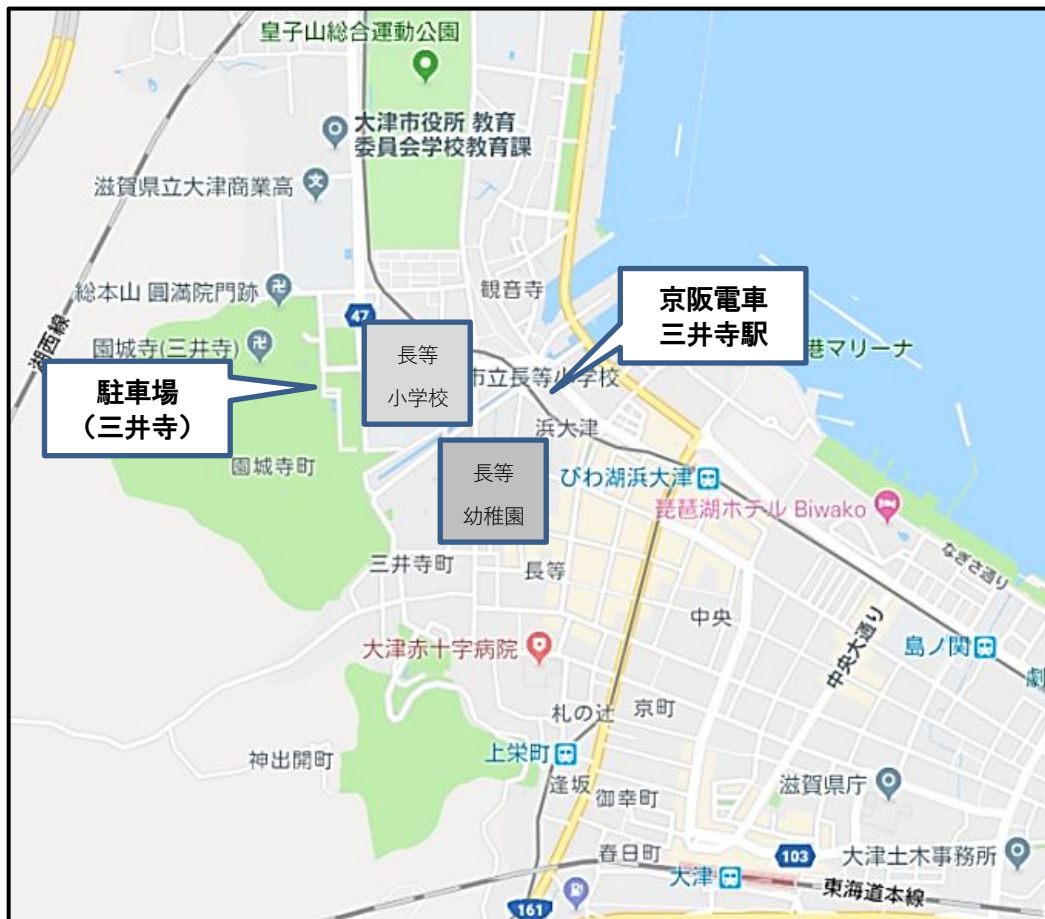 皇子山総合運動公園
大津市役所 教育
委員会学校教育課
滋賀県立大津商業高
総本山 圓満院門跡
観音寺
湖西線
47
園城寺(三井寺)
京阪電車
三井寺駅
港マリーナ
長等
小学校
市立長等小学校
駐車場
（三井寺）
浜大津
園城寺町
長等
幼稚園
びわ湖浜大津
琵琶湖ホテル Biwako
なぎさ通り
三井寺町
長等
中央
中央大通り
島ノ関
劇
大津赤十字病院
札の辻
京町
神出開町
上栄町
逢坂
御幸町
滋賀県庁
春日町
103
大津土木事務所
大津
東海道本線
161